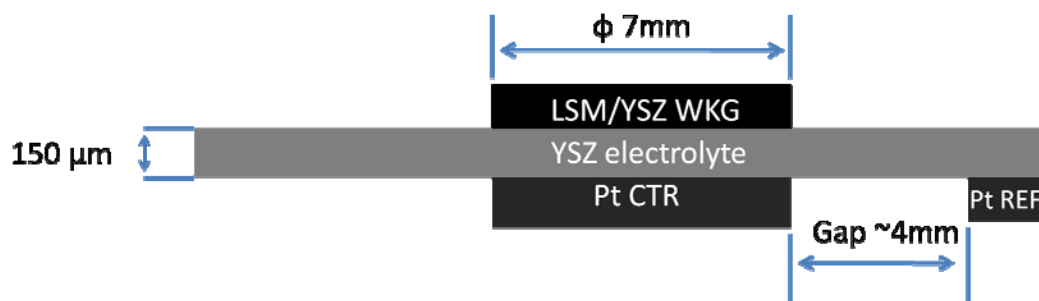 ϕ 7mm
LSM/YSZ WKG
150 μm
YSZ electrolyte
Pt CTR
Pt REF
Gap ~4mm